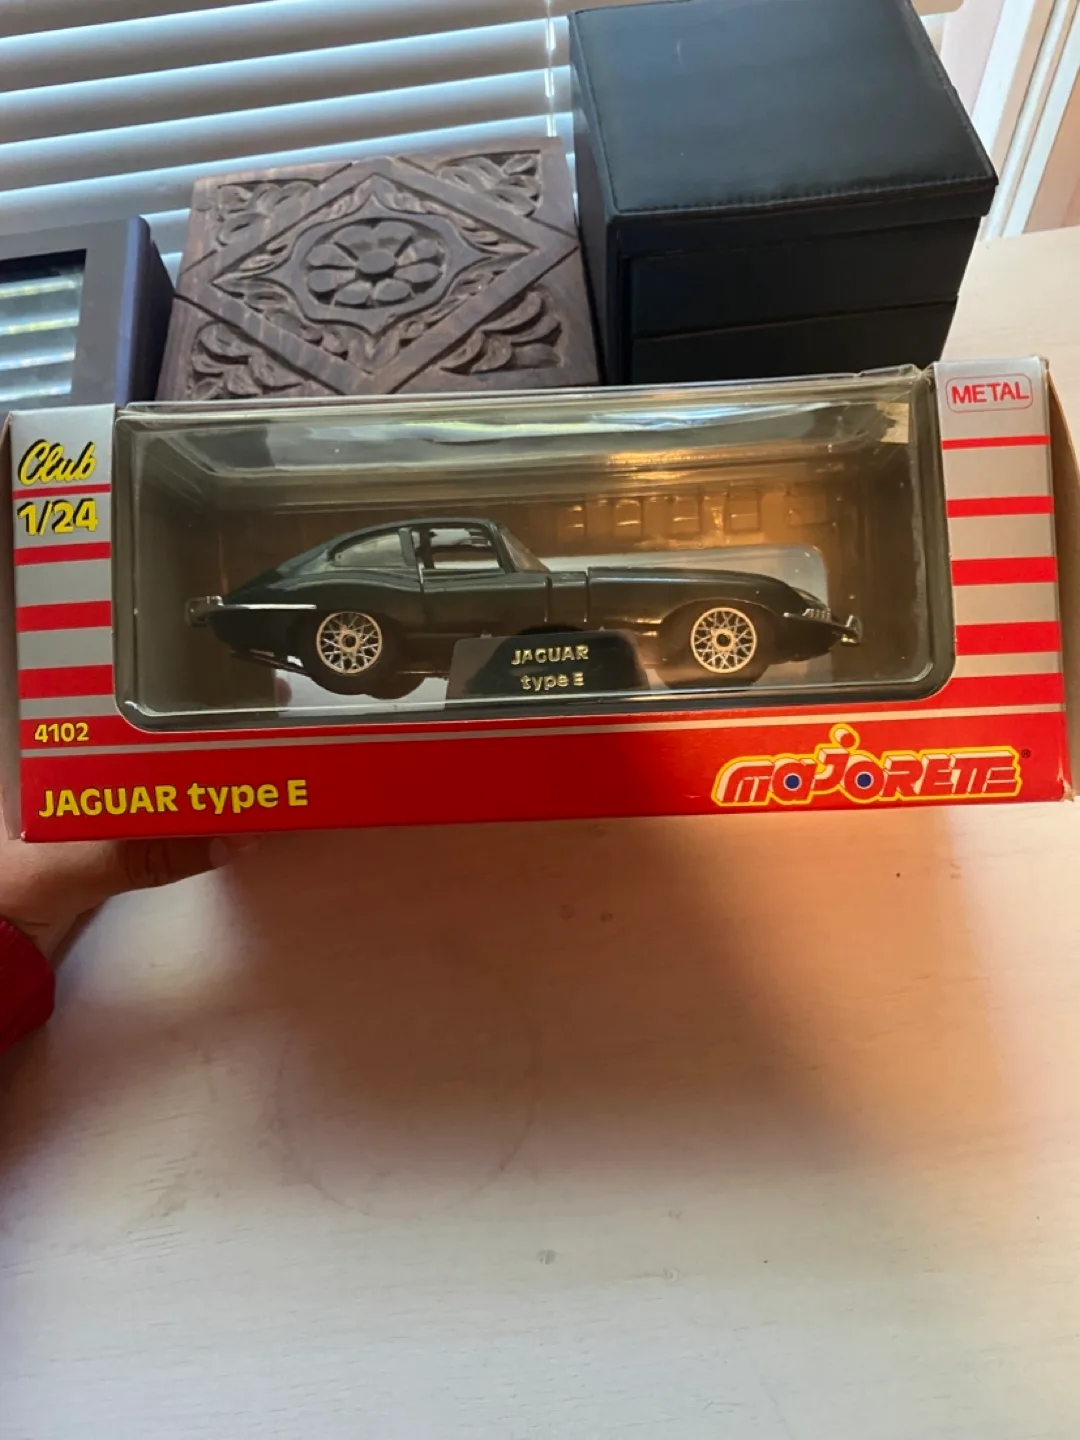 Club
1/24
METAL
JAGUAR
type E
4102
JAGUAR type E
MAJORETTE®